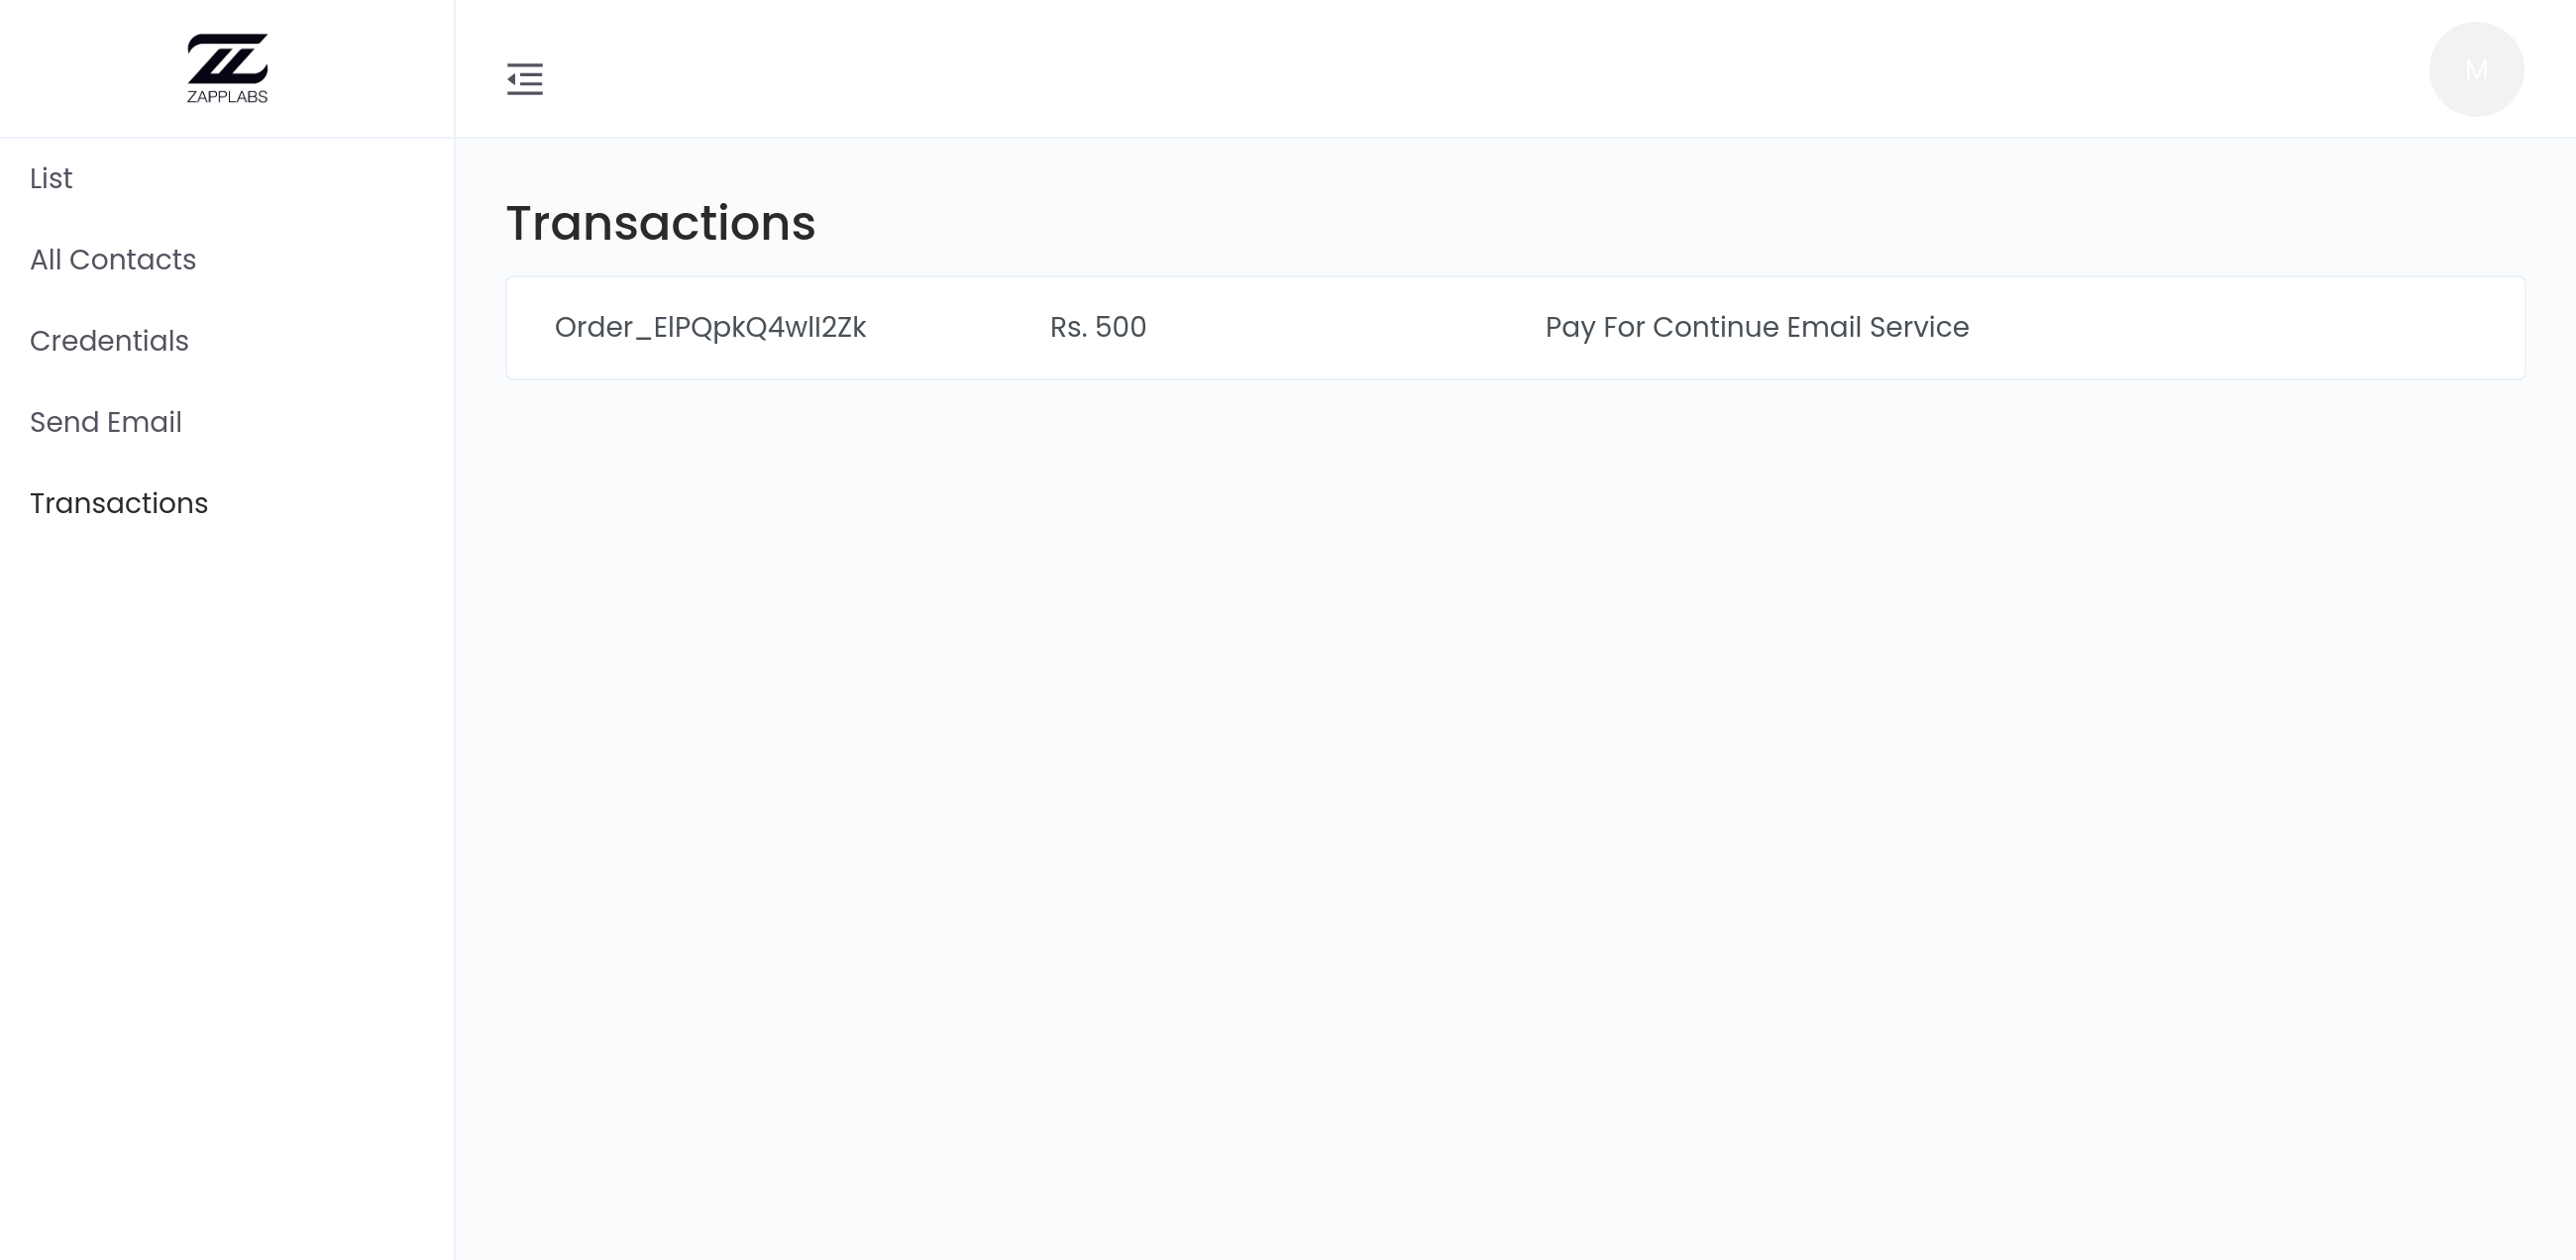 ZAPPLABS
M
List
All Contacts
Credentials
Send Email
Transactions
Transactions
Order_ElPQpkQ4wlI2Zk Rs. 500 Pay For Continue Email Service